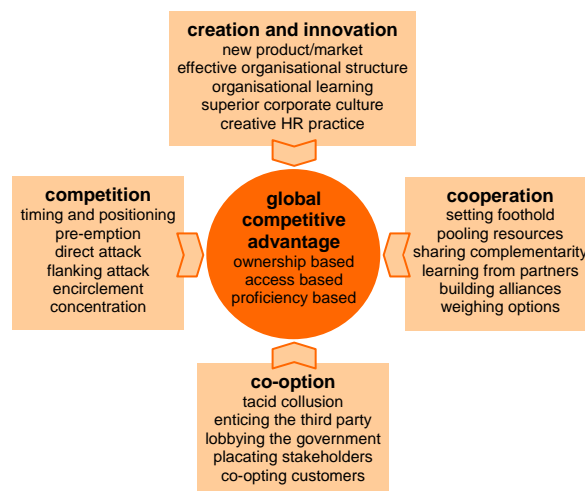 creation and innovation
new product/market
effective organisational structure
organisational learning
superior corporate culture
creative HR practice
competition
timing and positioning
pre-emption
direct attack
flanking attack
encirclement
concentration
global
competitive
advantage
ownership based
access based
proficiency based
cooperation
setting foothold
pooling resources
sharing complementarity
learning from partners
building alliances
weighing options
co-option
tacid collusion
enticing the third party
lobbying the government
placating stakeholders
co-opting customers